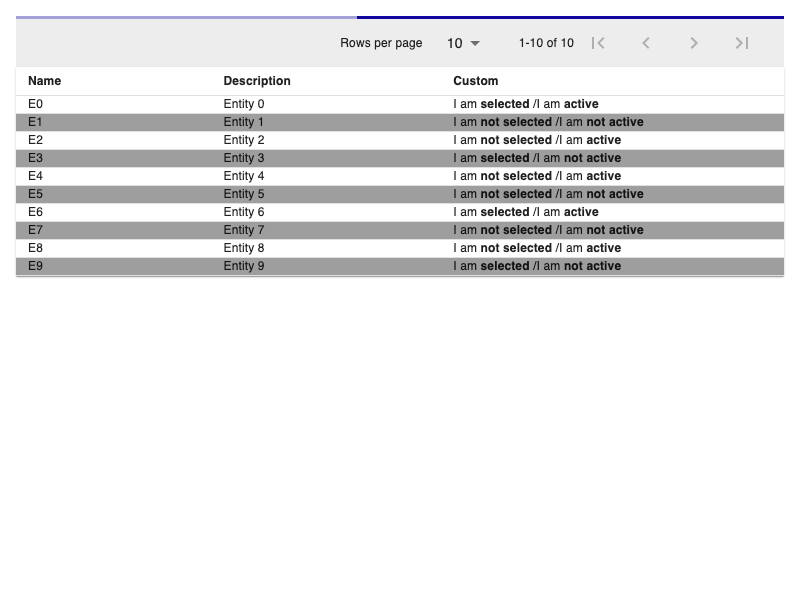 Rows per page 10 1-10 of 10
Name Description Custom
E0 Entity 0 I am selected /I am active
E1 Entity 1 I am not selected /I am not active
E2 Entity 2 I am not selected /I am active
E3 Entity 3 I am selected /I am not active
E4 Entity 4 I am not selected /I am active
E5 Entity 5 I am not selected /I am not active
E6 Entity 6 I am selected /I am active
E7 Entity 7 I am not selected /I am not active
E8 Entity 8 I am not selected /I am active
E9 Entity 9 I am selected /I am not active